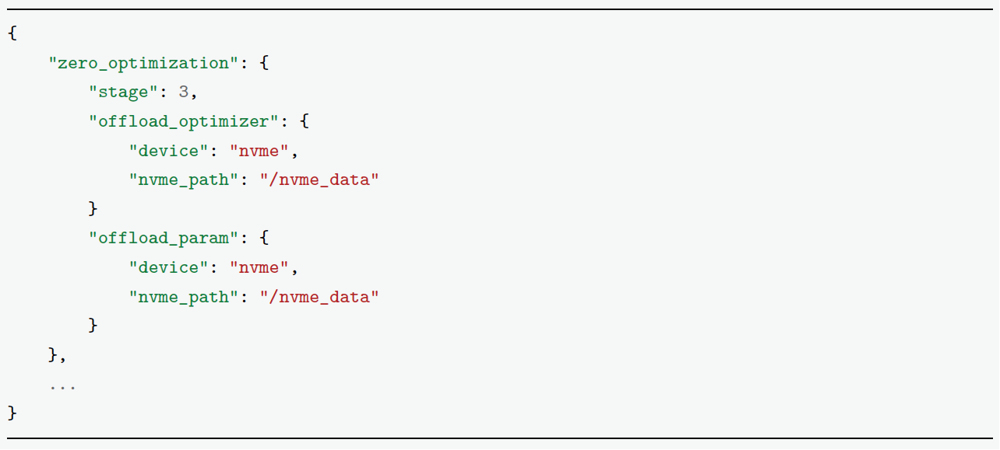 {
    "zero_optimization": {
        "stage": 3,
        "offload_optimizer": {
            "device": "nvme",
            "nvme_path": "/nvme_data"
        }
        "offload_param": {
            "device": "nvme",
            "nvme_path": "/nvme_data"
        }
    },
    ...
}